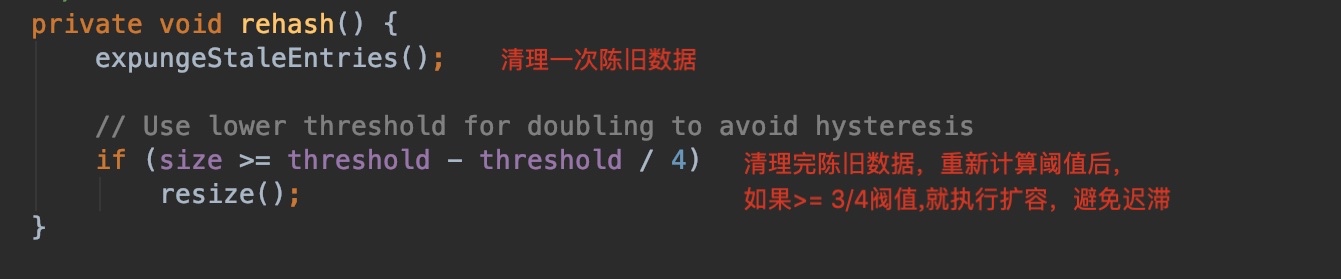 private void rehash() {
expungeStaleEntries(); 清理一次陈旧数据
// Use lower threshold for doubling to avoid hysteresis
if (size >= threshold - threshold / 4) 清理完陈旧数据，重新计算阈值后，
resize(); 如果>= 3/4阀值,就执行扩容，避免迟滞
}